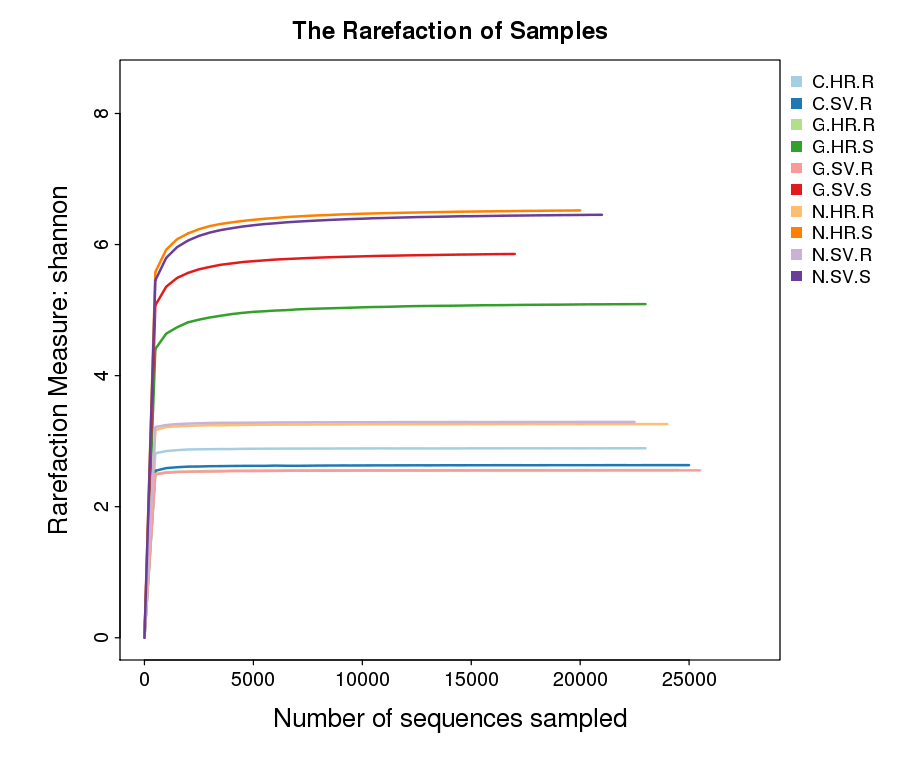 The Rarefaction of Samples
Rarefaction Measure: shannon
8
6
4
2
0
0 5000 10000 15000 20000 25000
Number of sequences sampled
C.HR.R
C.SV.R
G.HR.R
G.HR.S
G.SV.R
G.SV.S
N.HR.R
N.HR.S
N.SV.R
N.SV.S